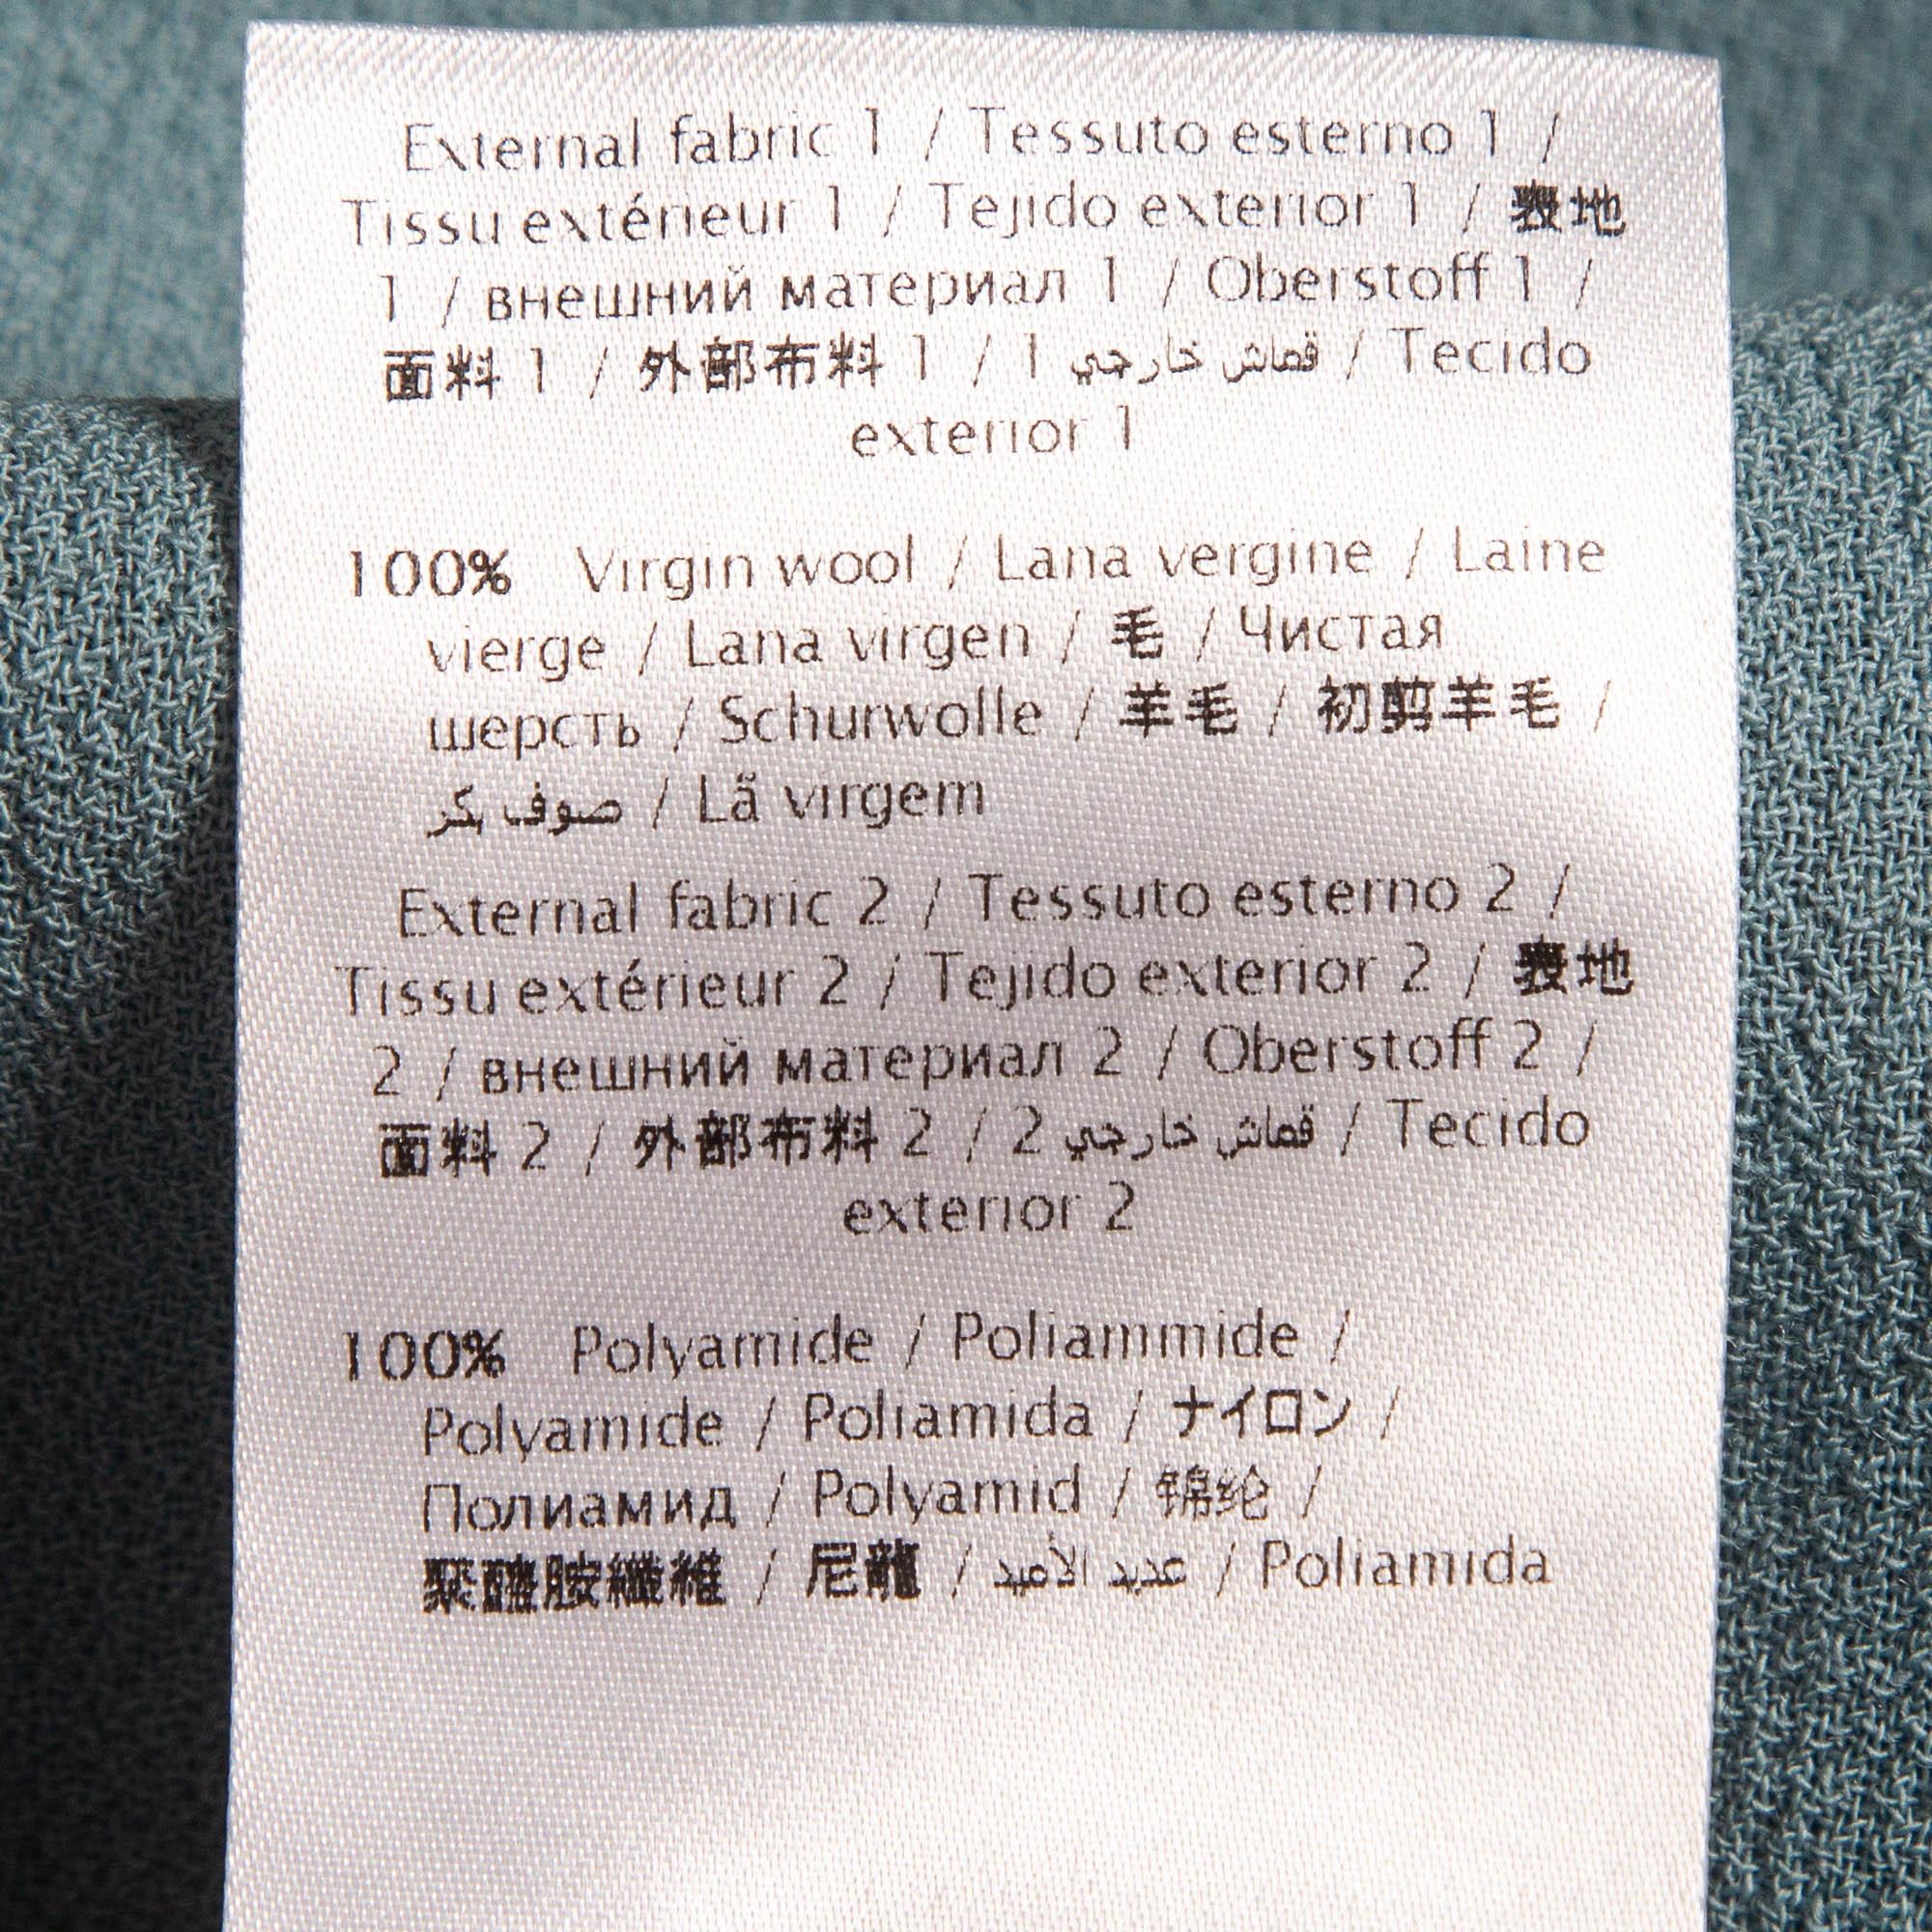 External fabric 1 / Tessuto esterno 1 /
Tissu extérieur 1 / Tejido exterior 1 / 表地
1 / внешний материал 1 / Oberstoff 1 /
面料 1 / 外部布料 1 / قماش خارجي 1 / Tecido
exterior 1
100% Virgin wool / Lana vergine / Laine
vierge / Lana virgen / 毛 / Чистая
шерсть / Schurwolle / 羊毛 / 初剪羊毛 /
صوف بكر / Lã virgem
External fabric 2 / Tessuto esterno 2 /
Tissu extérieur 2 / Tejido exterior 2 / 表地
2 / внешний материал 2 / Oberstoff 2 /
面料 2 / 外部布料 2 / قماش خارجي 2 / Tecido
exterior 2
100% Polyamide / Poliammide /
Polyamide / Poliamida / ナイロン /
Полиамид / Polyamid / 锦纶 /
聚醯胺纖維 / 尼龍 / عديد الأميد / Poliamida